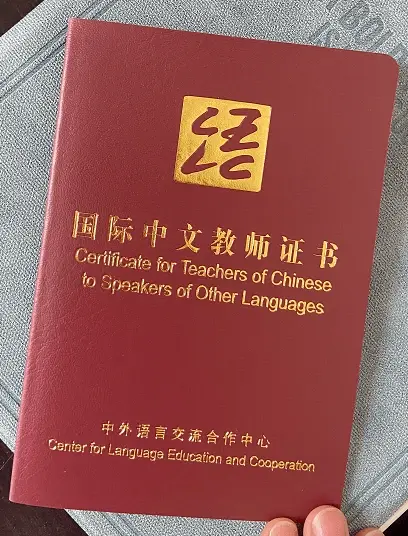 国际中文教师证书
Certificate for Teachers of Chinese
to Speakers of Other Languages
中外语言交流合作中心
Center for Language Education and Cooperation